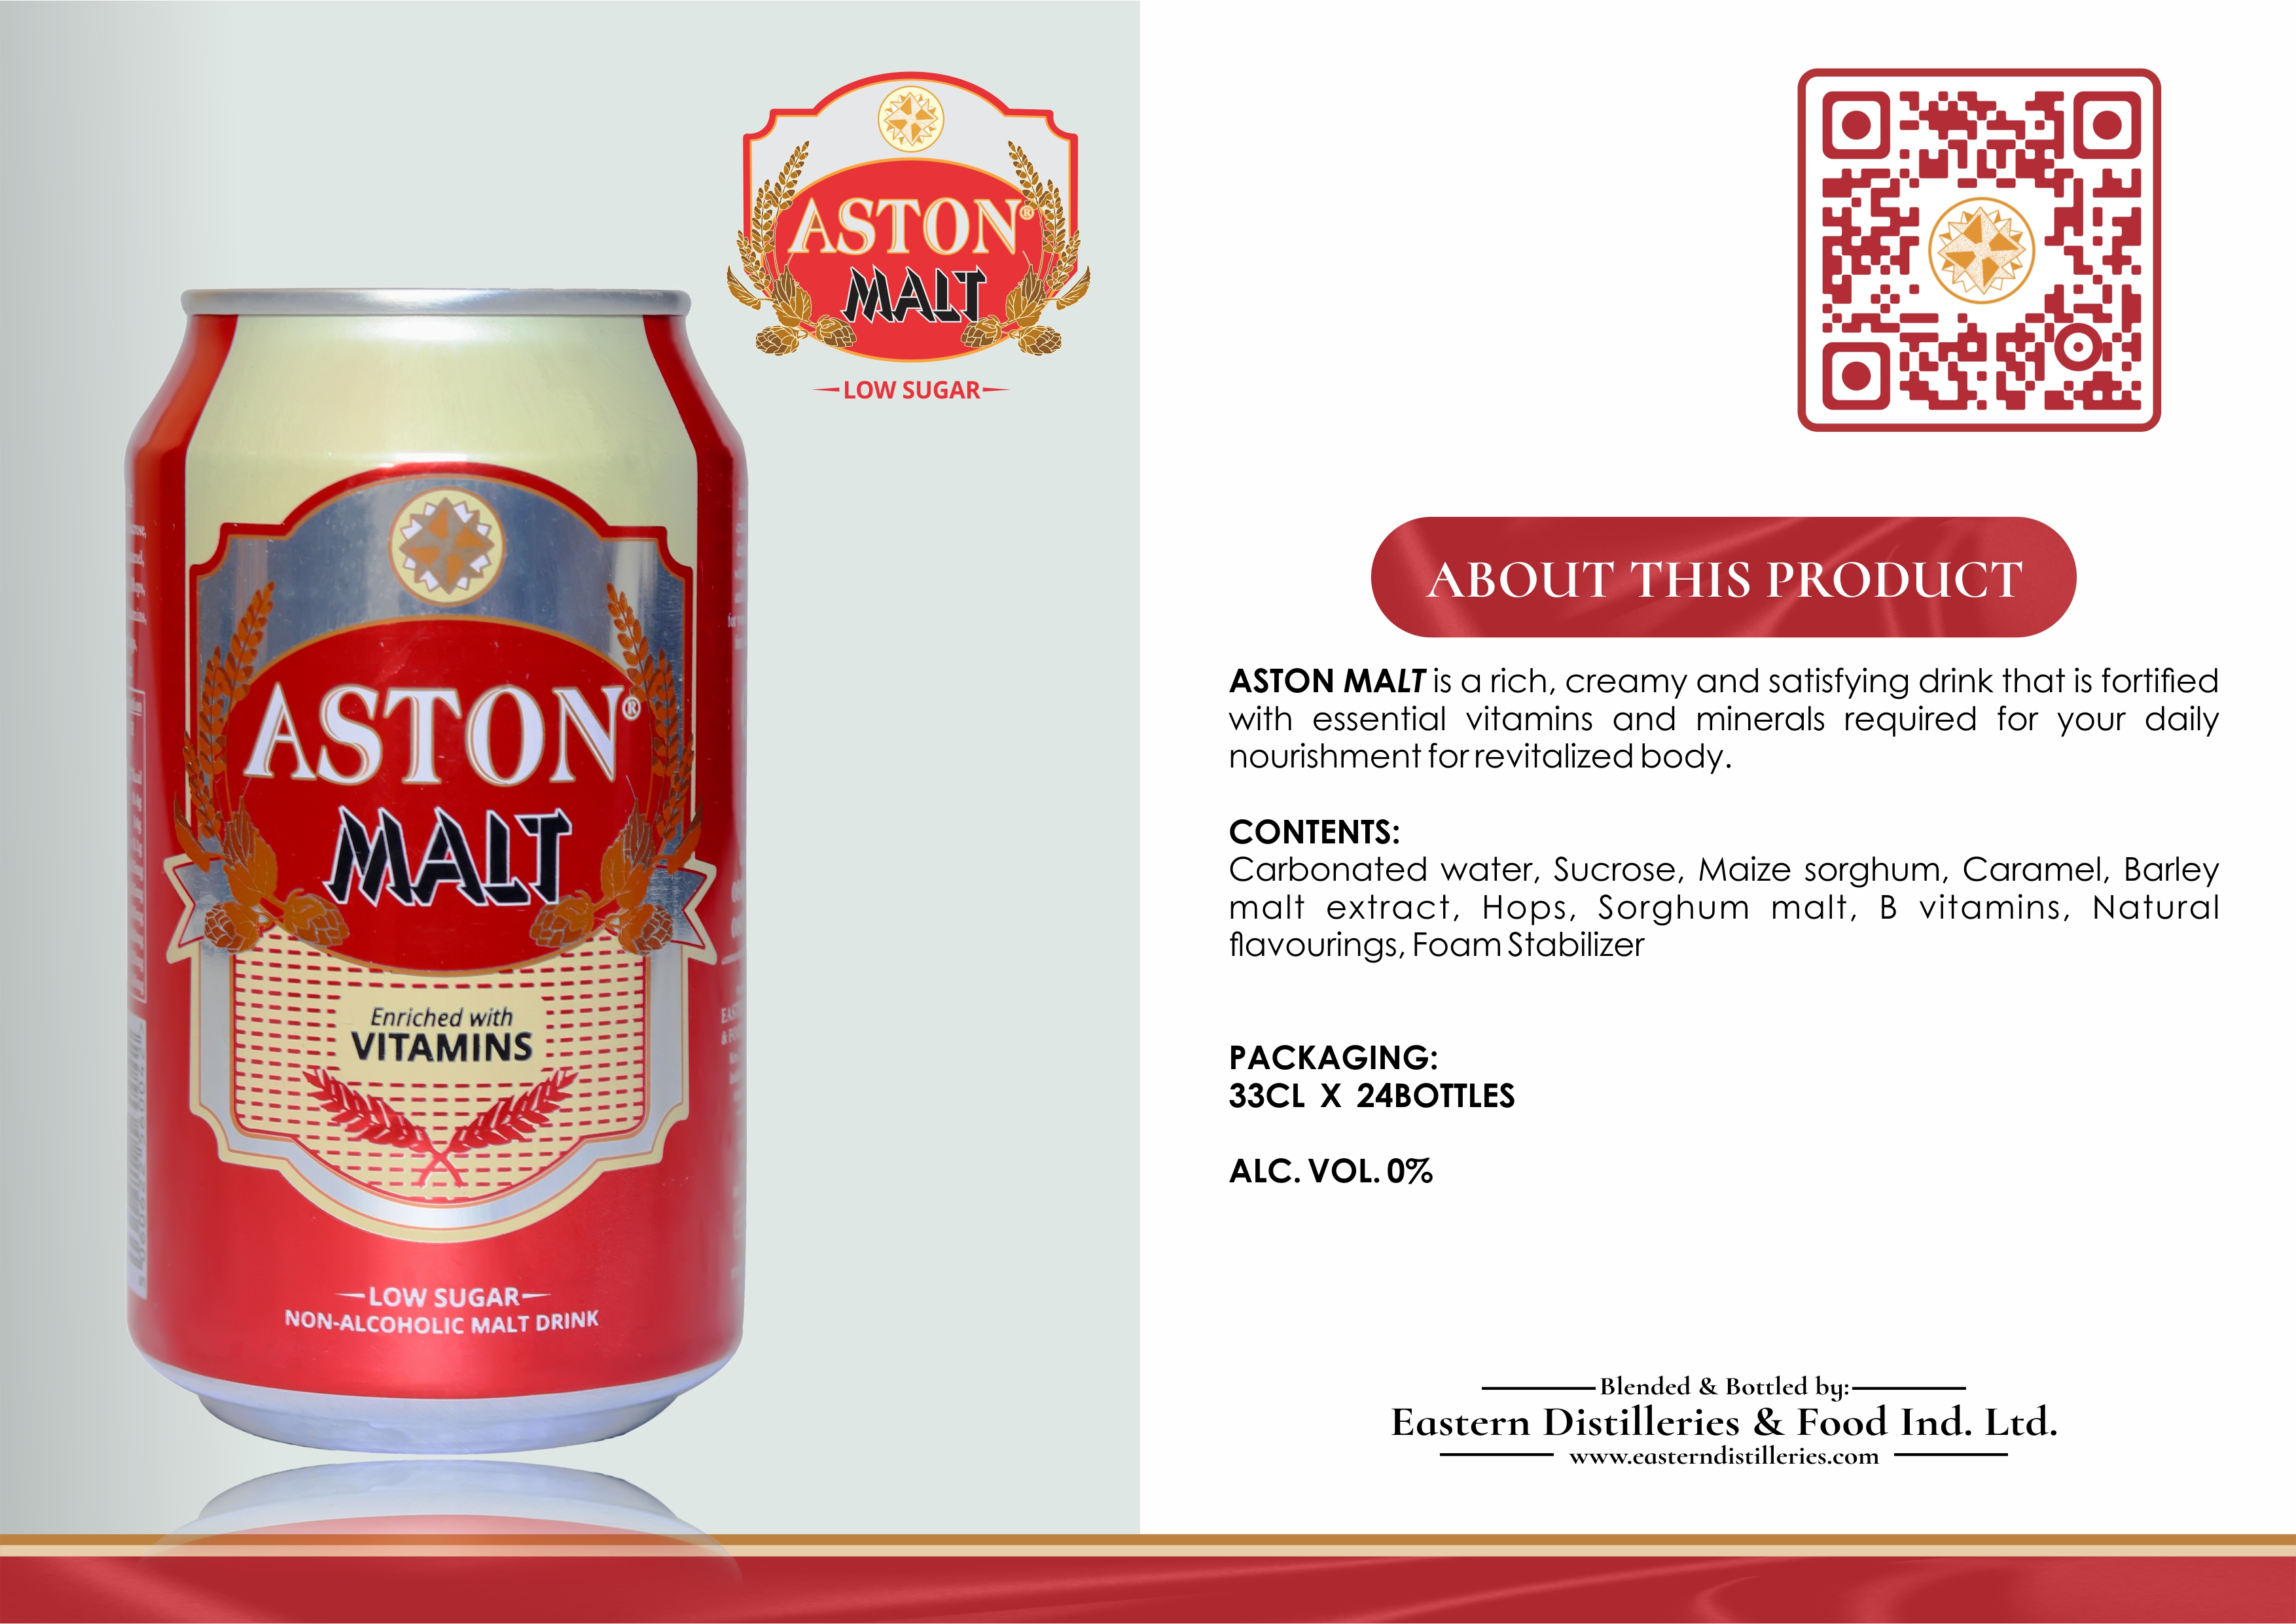 ASTON®
MALT
LOW SUGAR
ASTON®
MALT
Enriched with
VITAMINS
LOW SUGAR
NON-ALCOHOLIC MALT DRINK
ABOUT THIS PRODUCT
ASTON MALT is a rich, creamy and satisfying drink that is fortified
with essential vitamins and minerals required for your daily
nourishment for revitalized body.
CONTENTS:
Carbonated water, Sucrose, Maize sorghum, Caramel, Barley
malt extract, Hops, Sorghum malt, B vitamins, Natural
flavourings, Foam Stabilizer
PACKAGING:
33CL X 24BOTTLES
ALC. VOL. 0%
Blended & Bottled by:
Eastern Distilleries & Food Ind. Ltd.
www.easterndistilleries.com